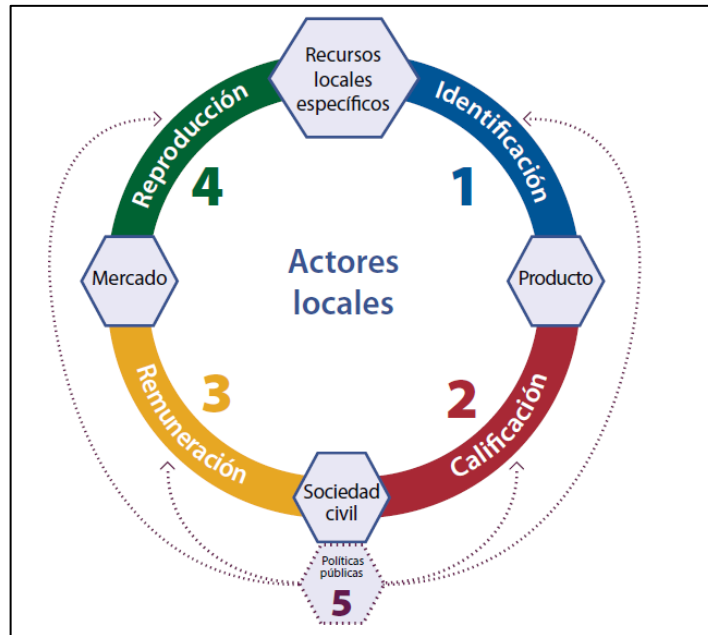 Recursos
locales
específicos
Identificación
1
Producto
2
Calificación
Sociedad
civil
3
Remuneración
Mercado
4
Reproducción
Actores
locales
Políticas
públicas
5